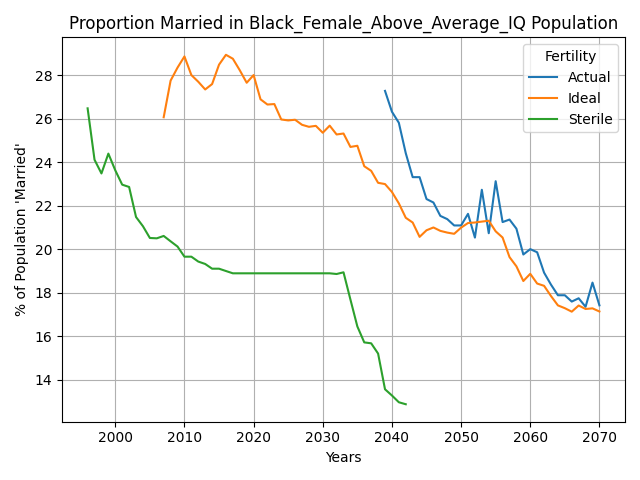 Proportion Married in Black_Female_Above_Average_IQ Population
Fertility
Actual
Ideal
Sterile
% of Population 'Married'
28
26
24
22
20
18
16
14
2000
2010
2020
2030
2040
2050
2060
2070
Years